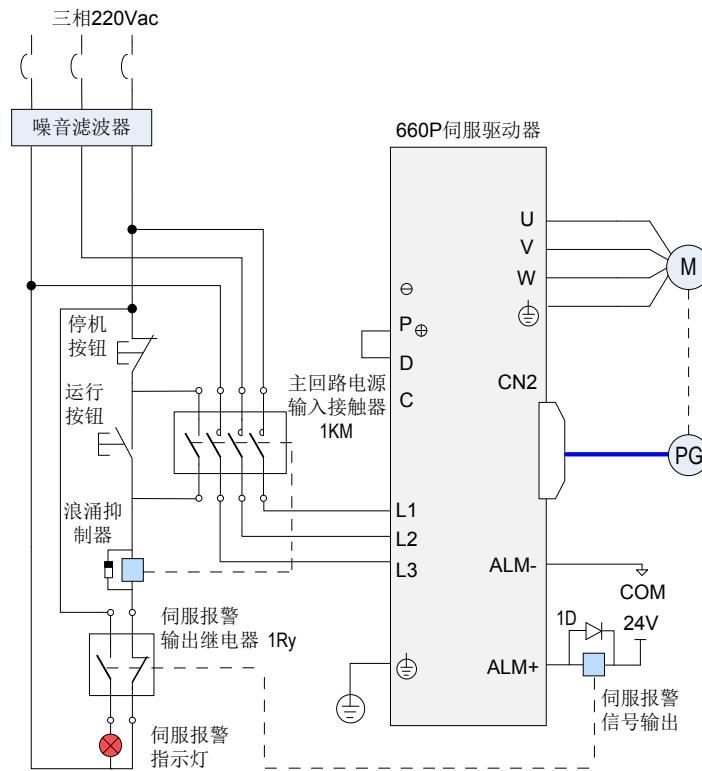 三相220Vac
噪音滤波器
660P伺服驱动器
U
V
W
M
P
D
C
CN2
停机
按钮
运行
按钮
主回路电源
输入接触器
1KM
PG
浪涌抑
制器
L1
L2
L3
ALM-
COM
24V
1D
ALM+
伺服报警
输出继电器 1Ry
伺服报警
信号输出
伺服报警
指示灯